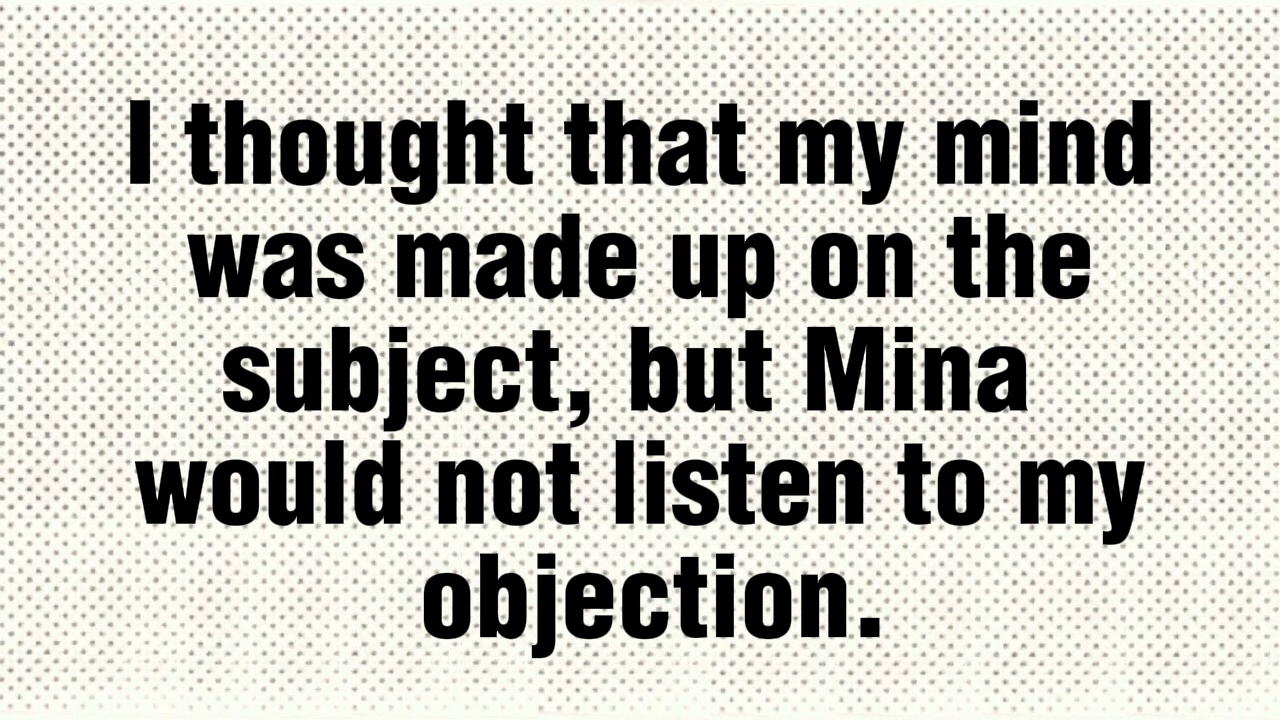 I thought that my mind
was made up on the
subject, but Mina
would not listen to my
objection.